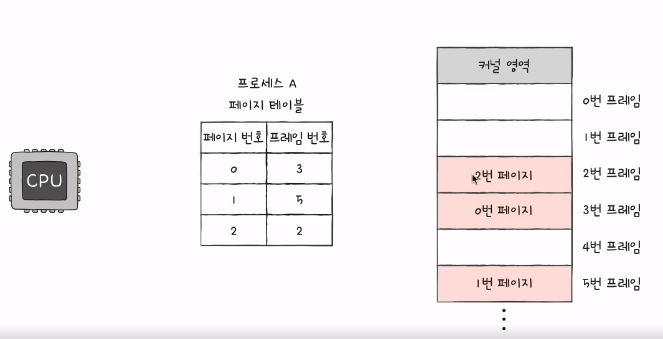 CPU
프로세스 A
페이지 테이블
페이지 번호 프레임 번호
0 3
1 5
2 2
커널 영역
0번 프레임
1번 프레임
2번 페이지 2번 프레임
0번 페이지 3번 프레임
4번 프레임
1번 페이지 5번 프레임